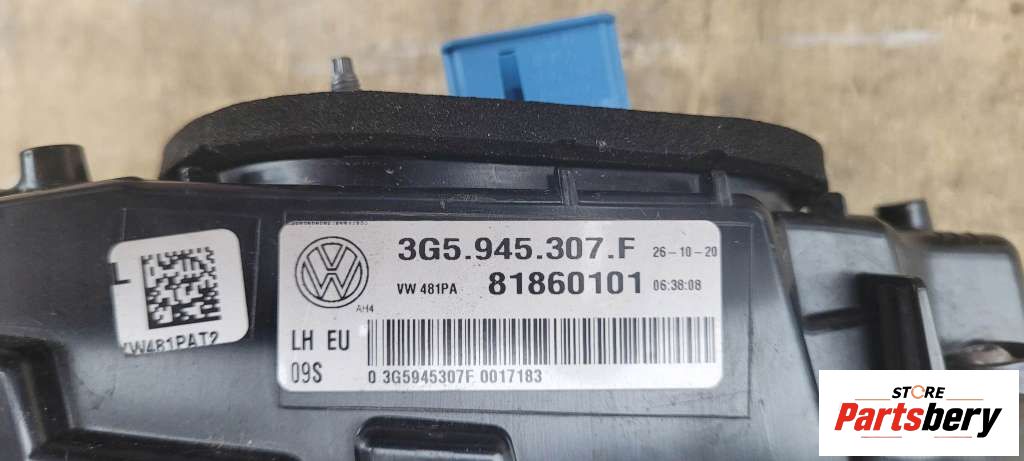 3G5.945.307.F 26-10-20
VW 481PA 81860101 06:38:08
AH4
LH EU
09S
0 3G5945307F 0017183
L
VW481PAT2
STORE
Partsbery